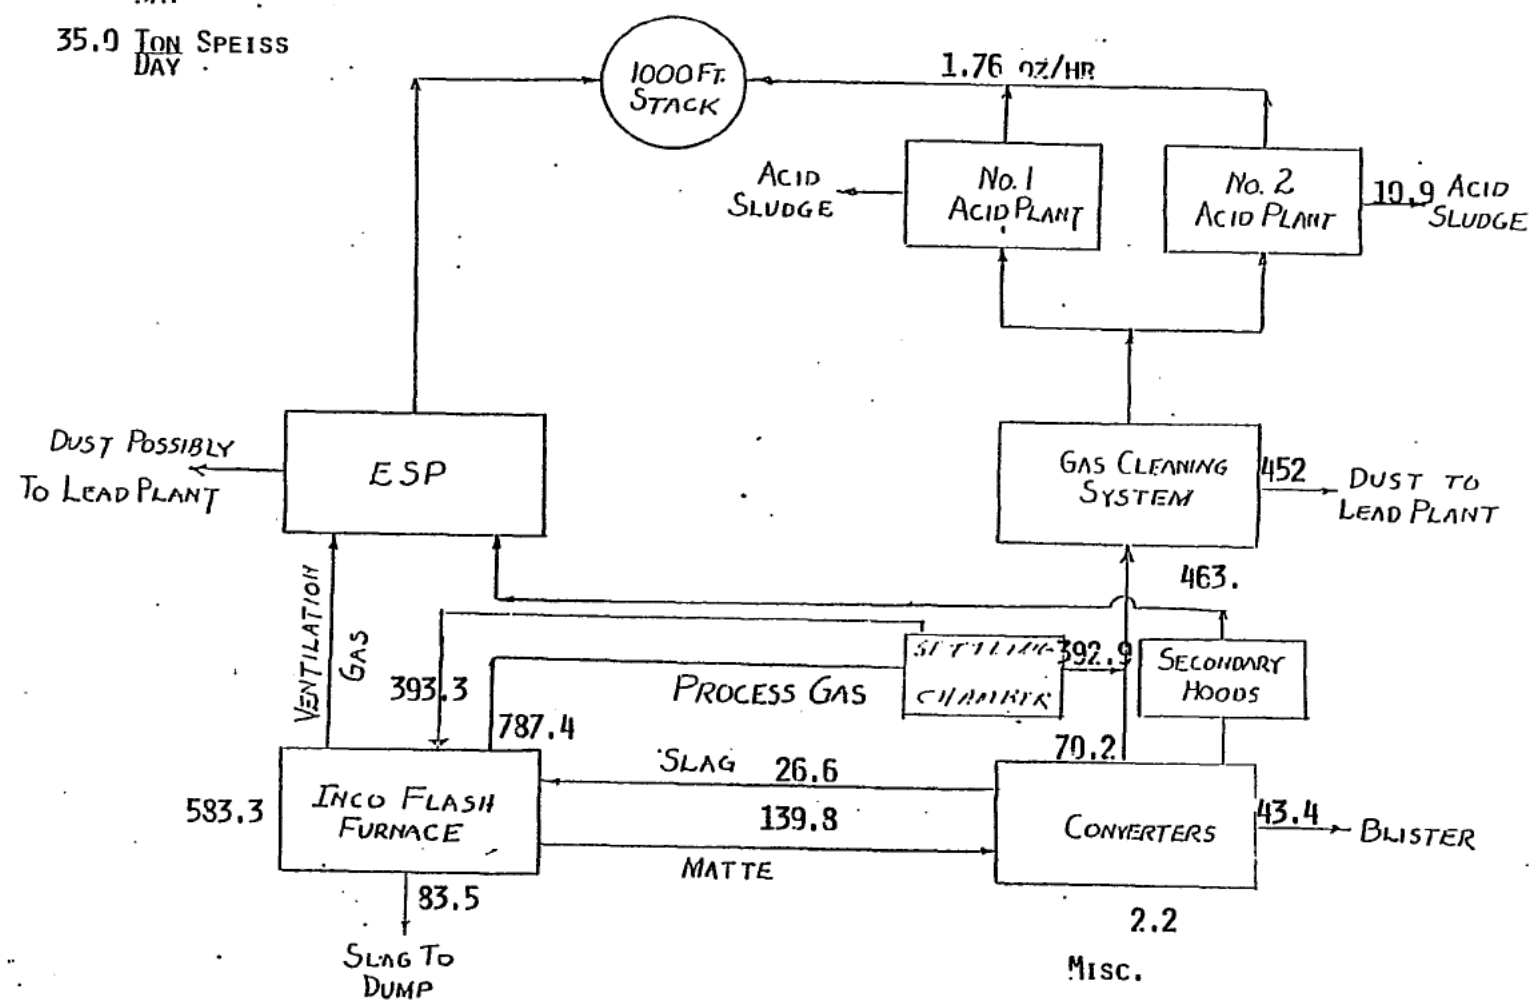 35.0 TON SPEISS
DAY
1000 FT.
STACK
1.76 OZ/HR
ACID
SLUDGE
NO. 1
ACID PLANT
NO. 2
ACID PLANT
10.9 ACID
SLUDGE
DUST POSSIBLY
TO LEAD PLANT
ESP
GAS CLEANING
SYSTEM
452
DUST TO
LEAD PLANT
463.
VENTILATION
GAS
393.3
787.4
PROCESS GAS
SETTLING
CHAMBER
392.9
SECONDARY
HOODS
70.2
583.3
INCO FLASH
FURNACE
SLAG 26.6
139.8
MATTE
CONVERTERS
43.4
BLISTER
83.5
SLAG TO
DUMP
2.2
MISC.